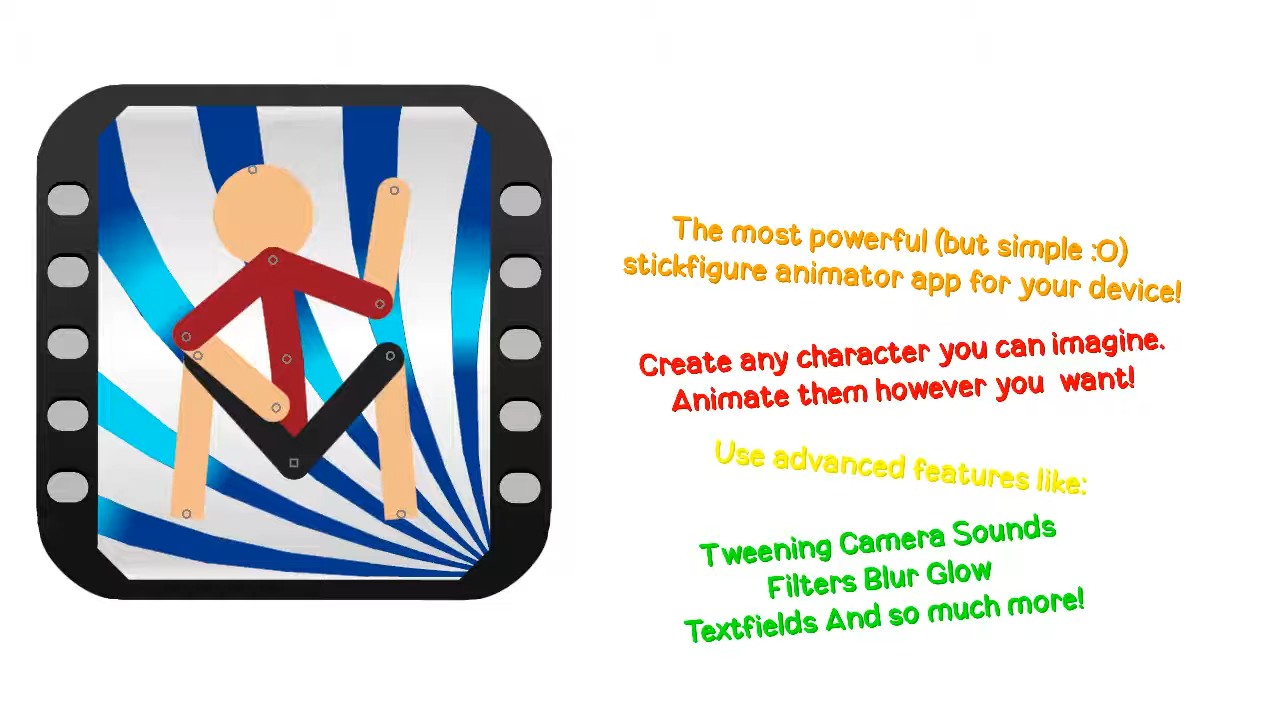 The most powerful (but simple :O)
stickfigure animator app for your device!
Create any character you can imagine.
Animate them however you want!
Use advanced features like:
Tweening Camera Sounds
Filters Blur Glow
Textfields And so much more!